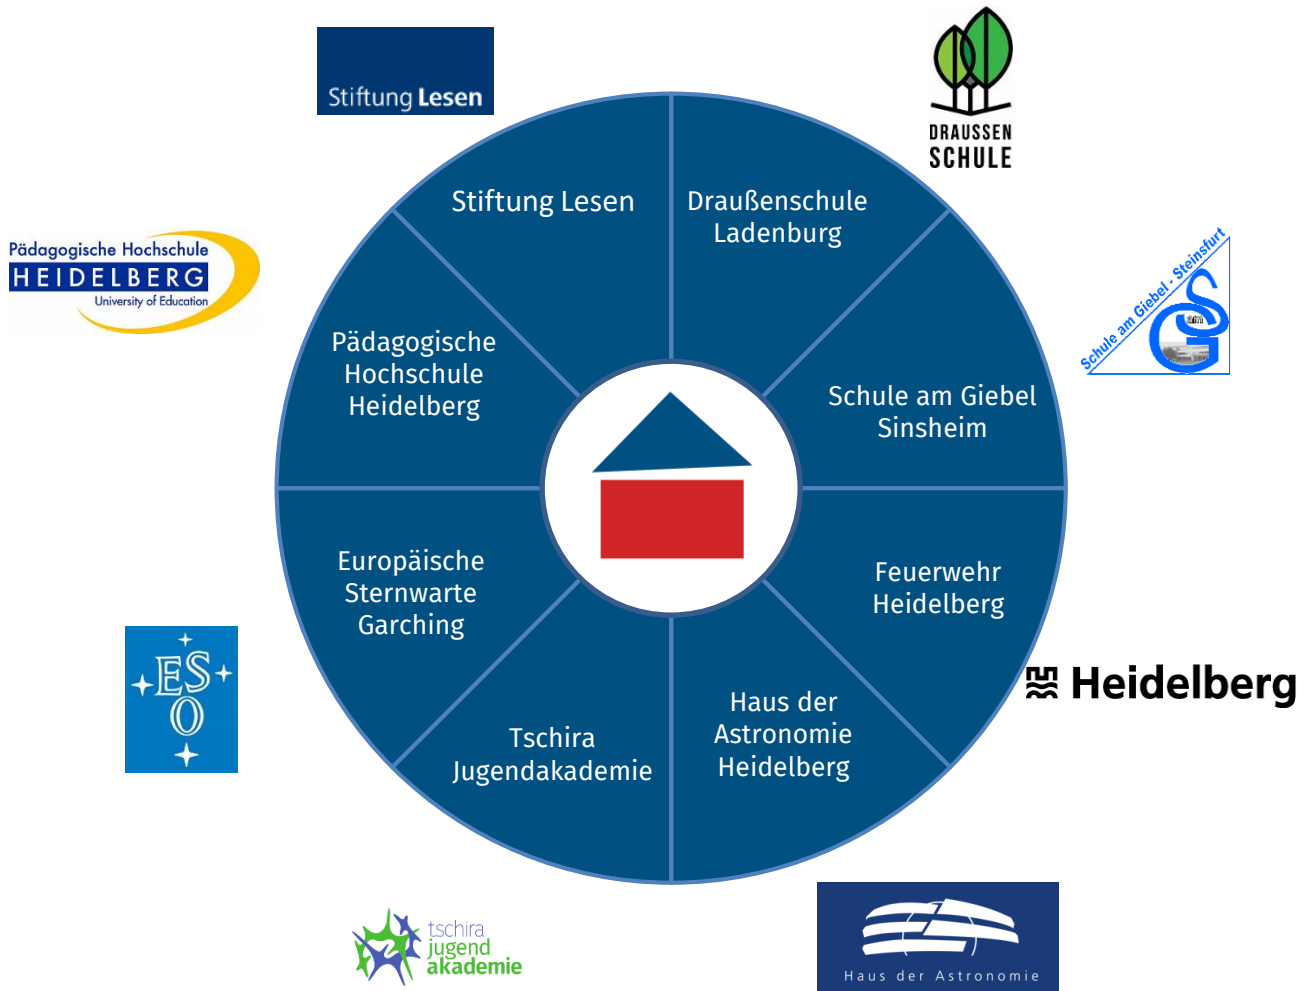 Stiftung Lesen
DRAUSSEN
SCHULE
Stiftung Lesen
Draußenschule
Ladenburg
Pädagogische Hochschule
HEIDELBERG
University of Education
Schule am Giebel - Steinsfurt
S
am
G
Pädagogische
Hochschule
Heidelberg
Schule am Giebel
Sinsheim
Europäische
Sternwarte
Garching
Feuerwehr
Heidelberg
ES
O
Heidelberg
Tschira
Jugendakademie
Haus der
Astronomie
Heidelberg
tschira
jugend
akademie
Haus der Astronomie